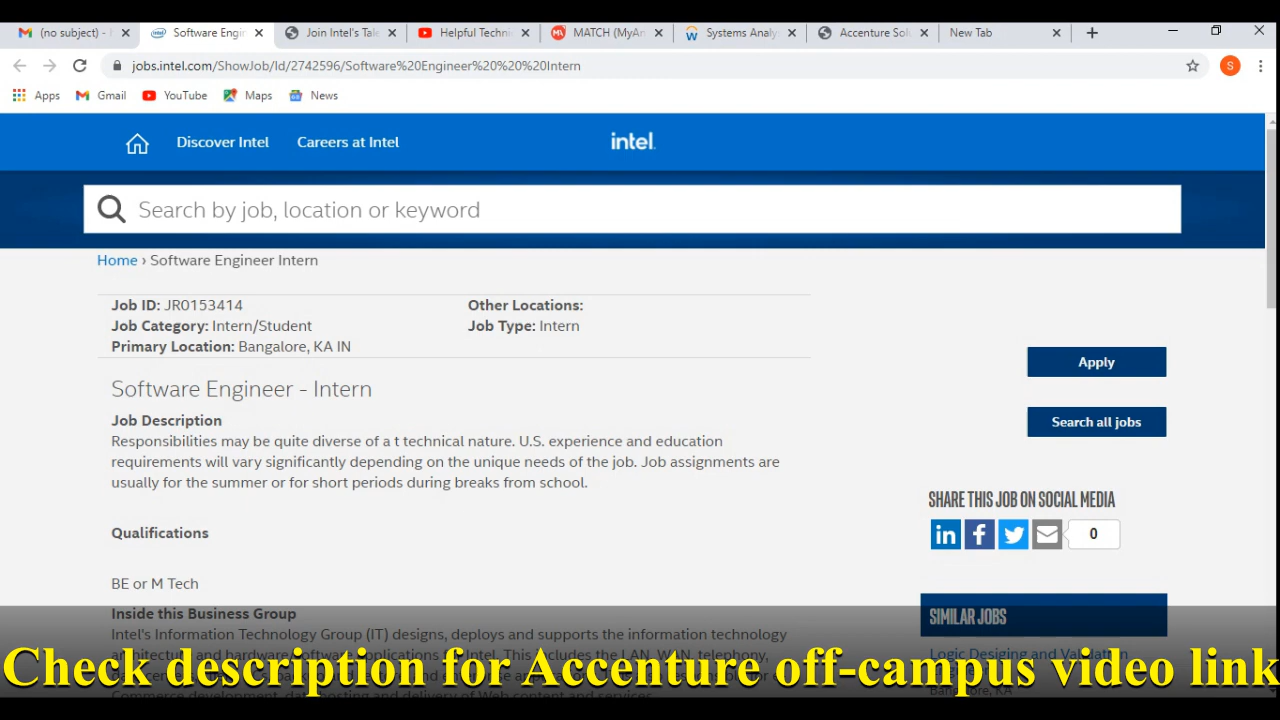 (no subject) -
Software Engin
Join Intel's Tale
Helpful Techni
MATCH (MyAn
Systems Analy
Accenture Solu
New Tab
jobs.intel.com/ShowJob/Id/2742596/Software%20Engineer%20%20%20Intern
S
Apps
Gmail
YouTube
Maps
News
Discover Intel
Careers at Intel
intel.
Search by job, location or keyword
Home › Software Engineer Intern
Job ID: JR0153414
Job Category: Intern/Student
Primary Location: Bangalore, KA IN
Other Locations:
Job Type: Intern
Apply
Search all jobs
Software Engineer - Intern
Job Description
Responsibilities may be quite diverse of a t technical nature. U.S. experience and education
requirements will vary significantly depending on the unique needs of the job. Job assignments are
usually for the summer or for short periods during breaks from school.
Qualifications
BE or M Tech
Inside this Business Group
Intel's Information Technology Group (IT) designs, deploys and supports the information technology
SHARE THIS JOB ON SOCIAL MEDIA
in f 0
SIMILAR JOBS
Logic Desiging and Validation
Bangalore, KA
Check description for Accenture off-campus video link